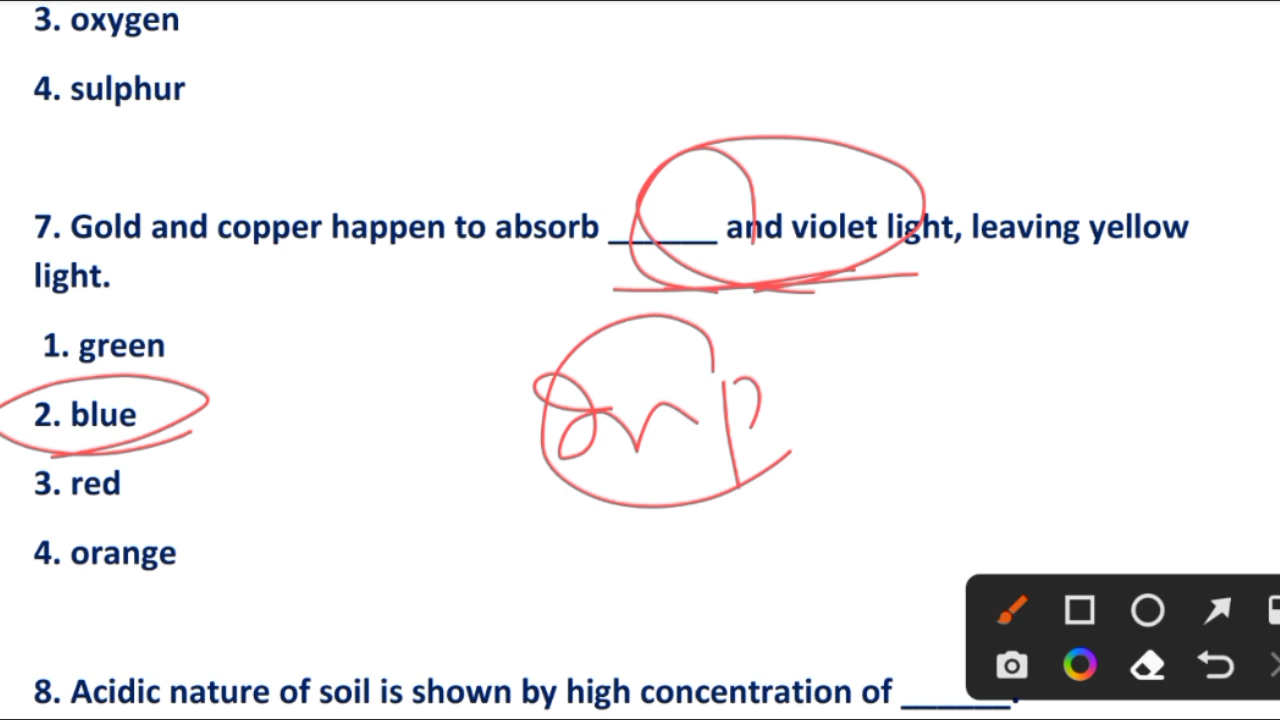 3. oxygen
4. sulphur
7. Gold and copper happen to absorb ______ and violet light, leaving yellow
light.
1. green
2. blue
3. red
4. orange
8. Acidic nature of soil is shown by high concentration of ______.